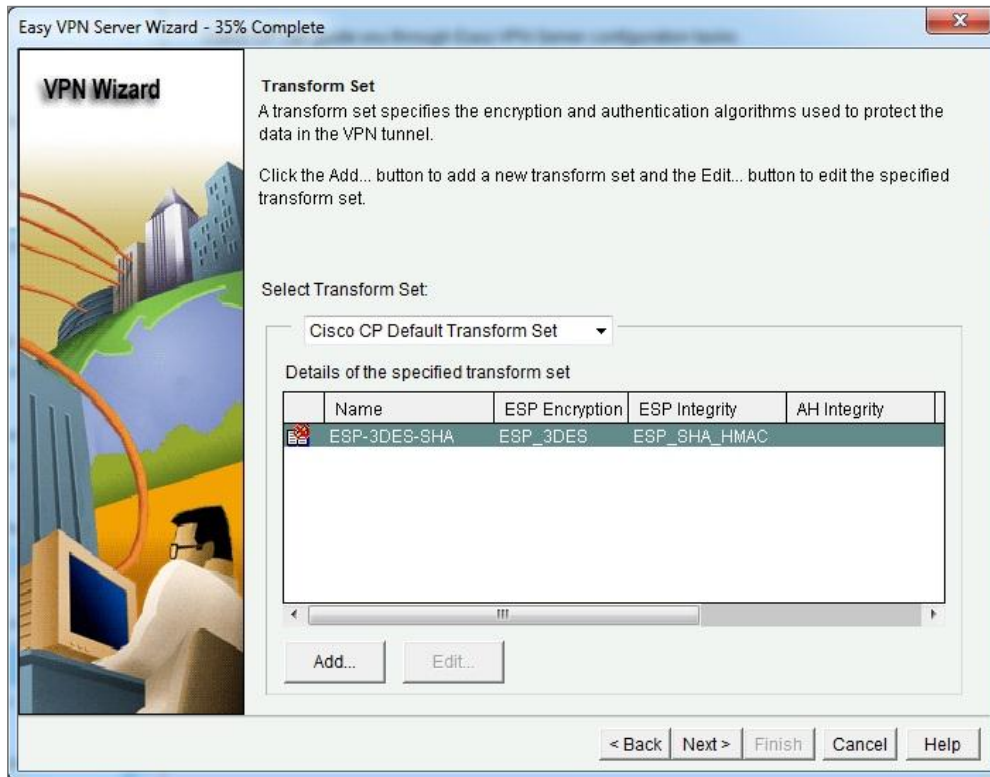 Easy VPN Server Wizard - 35% Complete
VPN Wizard
Transform Set
A transform set specifies the encryption and authentication algorithms used to protect the
data in the VPN tunnel.
Click the Add... button to add a new transform set and the Edit... button to edit the specified
transform set.
Select Transform Set:
Cisco CP Default Transform Set
Details of the specified transform set
Name ESP Encryption ESP Integrity AH Integrity
ESP-3DES-SHA ESP_3DES ESP_SHA_HMAC
Add... Edit...
< Back Next > Finish Cancel Help